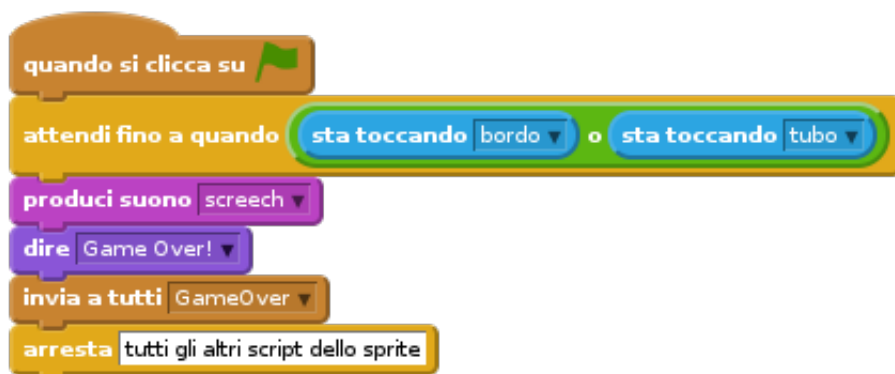 quando si clicca su
attendi fino a quando sta toccando bordo o sta toccando tubo
produci suono screech
dire Game Over!
invia a tutti GameOver
arresta tutti gli altri script dello sprite